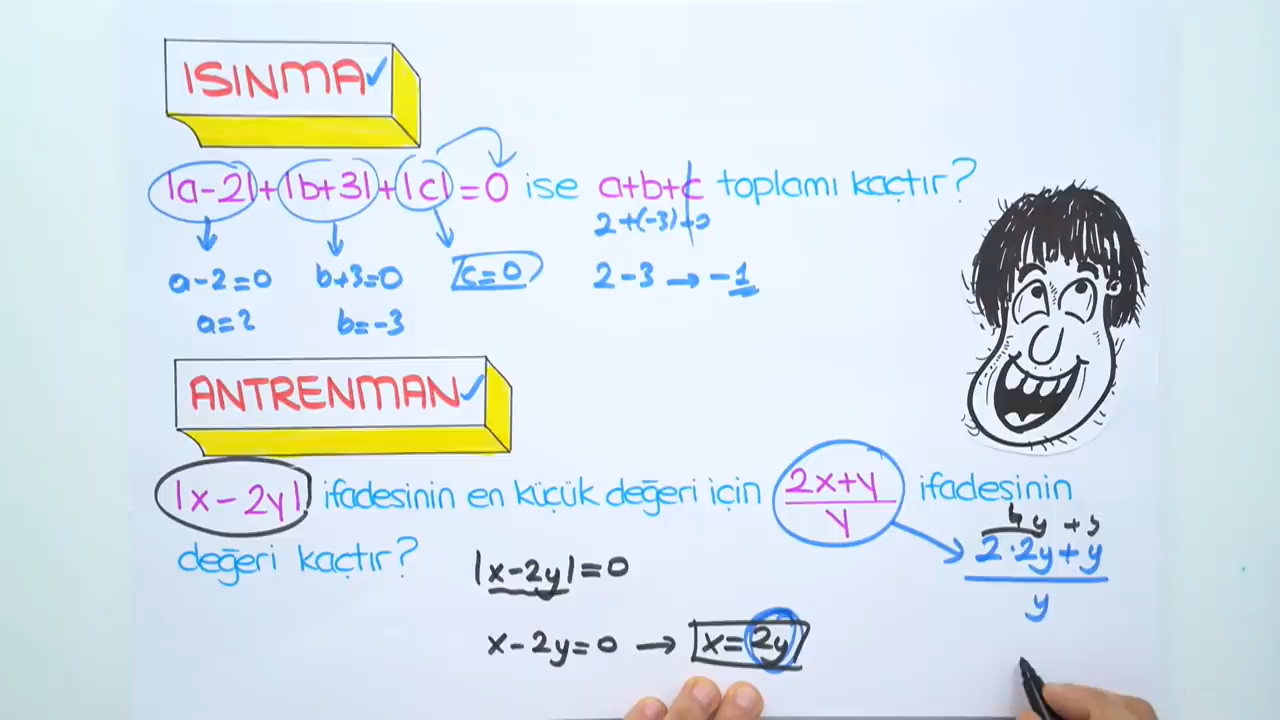 ISINMA ✓
|a-2|+|b+3|+|c|=0 ise a+b+c toplamı kaçtır?
2+(-3)+0
a-2=0 b+3=0 c=0 2-3 → -1
a=2 b=-3
ANTRENMAN ✓
|x-2y| ifadesinin en küçük değeri için 2x+y/y ifadesinin
4y+y
değeri kaçtır? |x-2y|=0 2·2y+y/y
x-2y=0 → x=2y